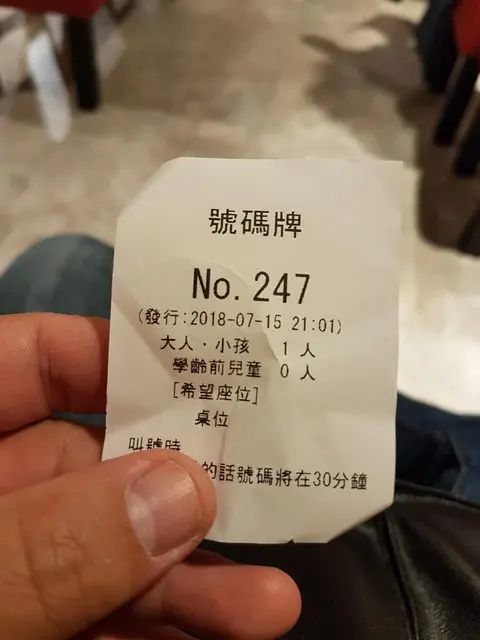 號碼牌
No. 247
(發行:2018-07-15 21:01)
大人・小孩 1 人
學齡前兒童 0 人
[希望座位]
桌位
叫號時
的話號碼將在30分鐘